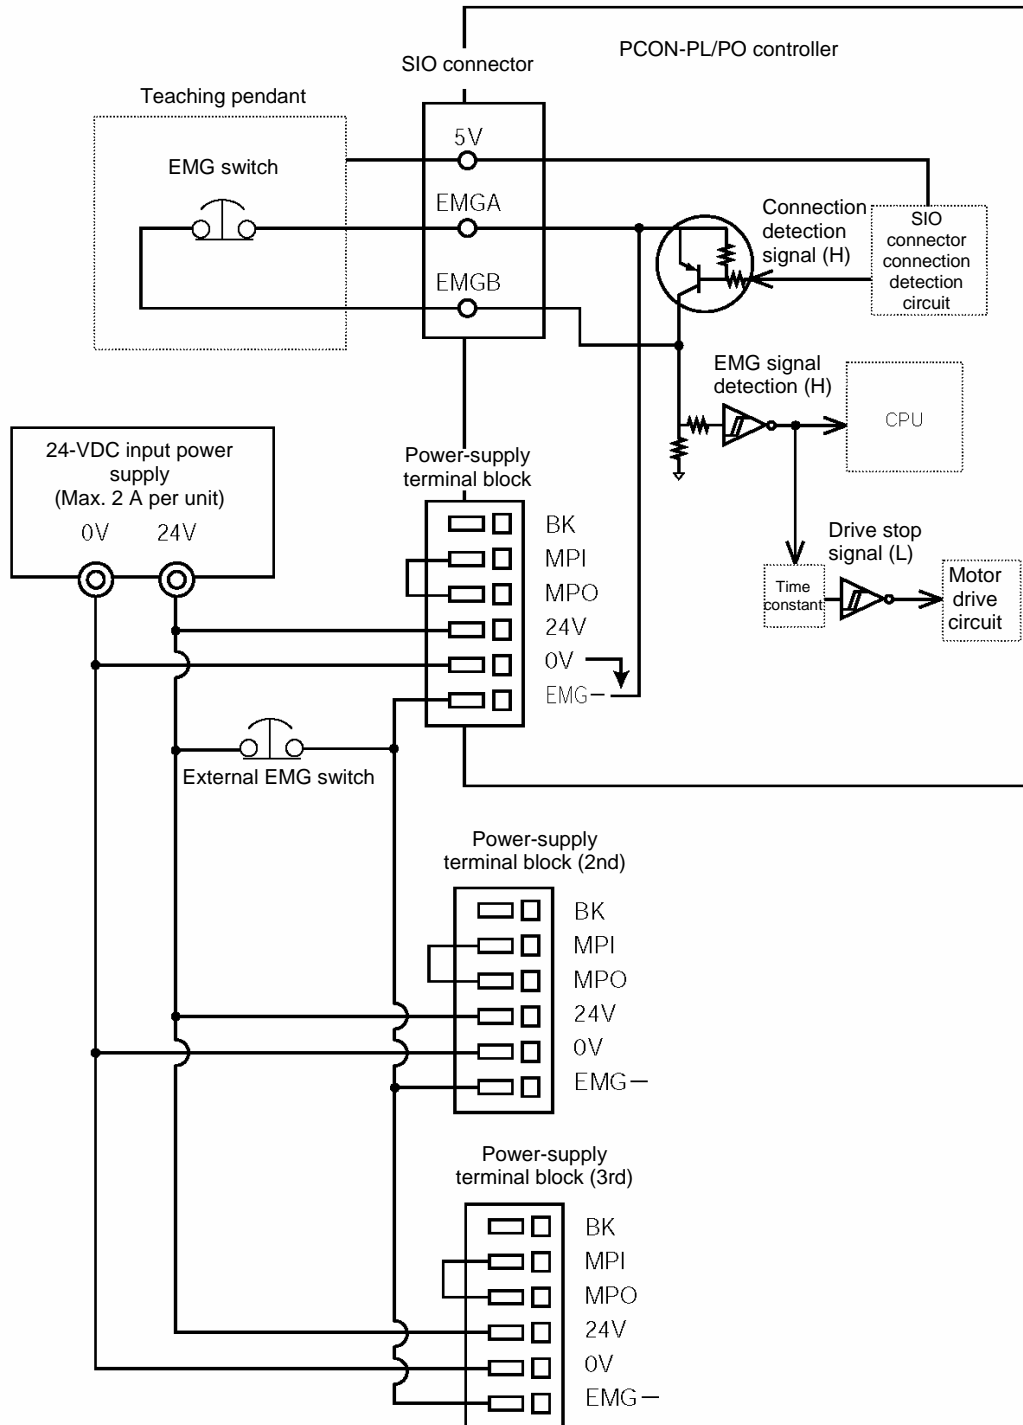 PCON-PL/PO controller
SIO connector
Teaching pendant
5V
EMG switch
EMGA
EMGB
Connection
detection
signal (H)
SIO
connector
connection
detection
circuit
EMG signal
detection (H)
CPU
24-VDC input power
supply
(Max. 2 A per unit)
0V
24V
Power-supply
terminal block
BK
MPI
MPO
24V
0V
EMG−
Drive stop
signal (L)
Time
constant
Motor
drive
circuit
External EMG switch
Power-supply
terminal block (2nd)
BK
MPI
MPO
24V
0V
EMG−
Power-supply
terminal block (3rd)
BK
MPI
MPO
24V
0V
EMG−